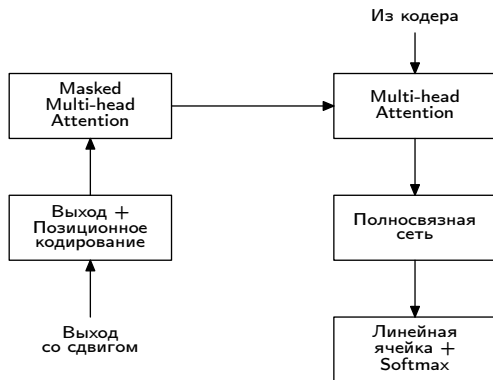 Из кодера
Masked
Multi-head
Attention
Multi-head
Attention
Выход +
Позиционное
кодирование
Полносвязная
сеть
Выход
со сдвигом
Линейная
ячейка +
Softmax